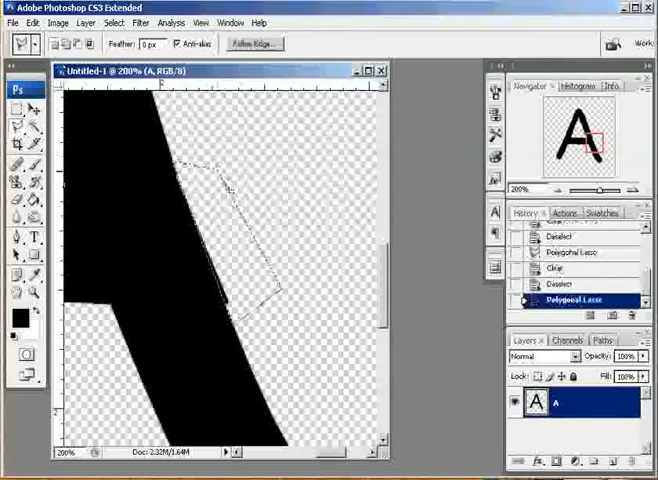 Adobe Photoshop CS3 Extended
File Edit Image Layer Select Filter Analysis View Window Help
Feather: 0 px Anti-alias Refine Edge... Work
Untitled-1 @ 200% (A, RGB/8)
Navigator Histogram Info
Ps
A
200%
History Actions Swatches
Deselect
Polygonal Lasso
Clear
Deselect
Polygonal Lasso
Layers Channels Paths
Normal Opacity: 100%
Lock: Fill: 100%
A A
200% Doc: 2.32M/1.64M